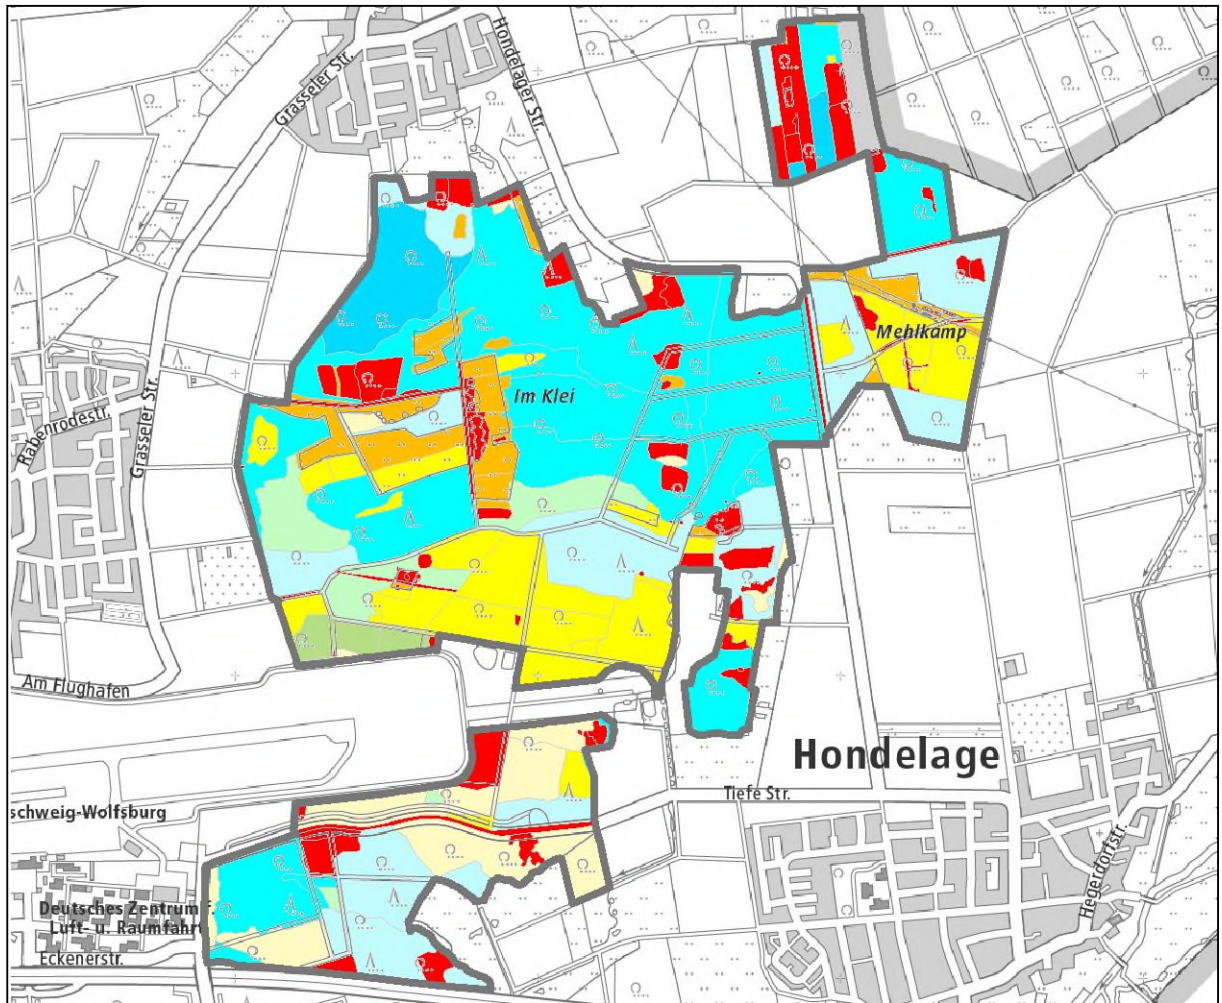 Grasseler Str.
Hondelager Str.
Mehlkamp
Im Klei
Rabenrodestr.
Grasseler Str.
Am Flughafen
Hondelage
Tiefe Str.
schweig-Wolfsburg
Hegerdorfstr.
Deutsches Zentrum f.
Luft- u. Raumfahrt
Eckenerstr.